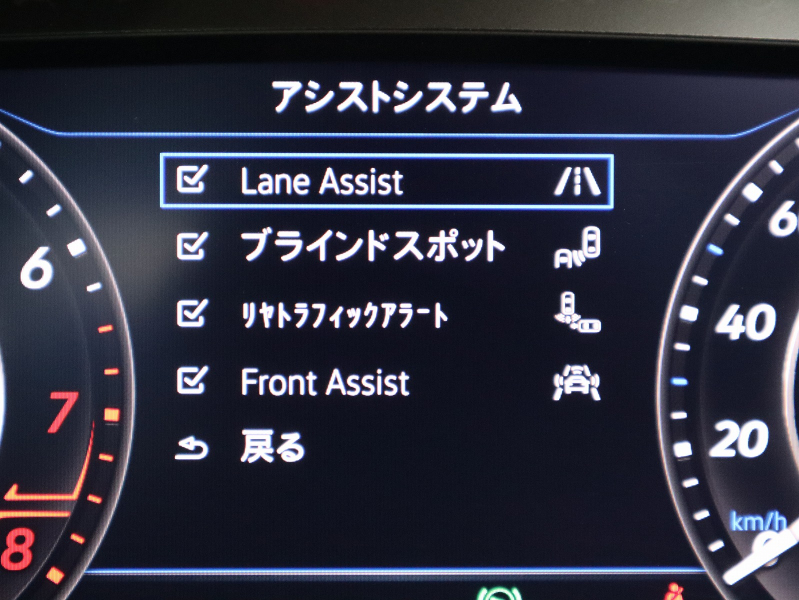 アシストシステム
Lane Assist
ブラインドスポット
ﾘﾔﾄﾗﾌｨｯｸｱﾗｰﾄ
Front Assist
戻る
6
7
8
60
40
20
km/h
0